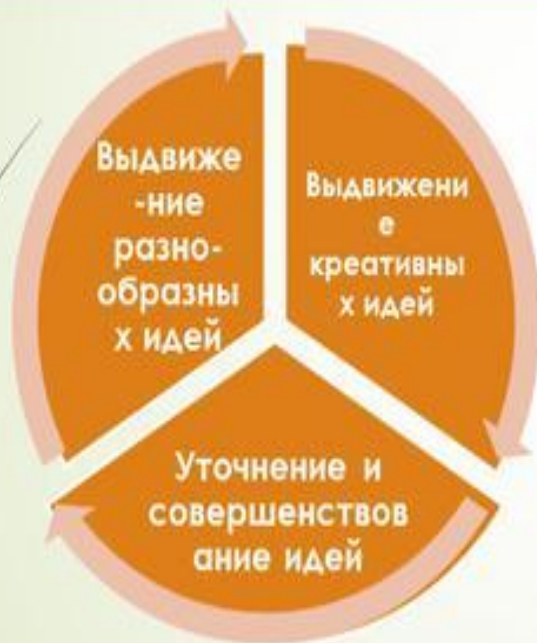 Выдвиже
-ние
разно-
образны
х идей
Выдвижени
е
креативны
х идей
Уточнение и
совершенствов
ание идей